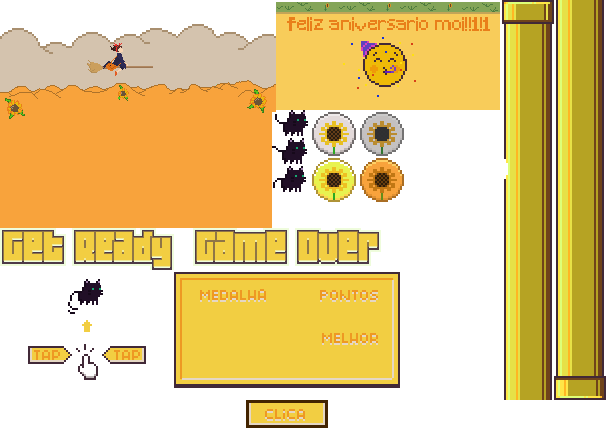 feliz aniversario moi!!1!1
Get Ready
Game Over
MEDALHA PONTOS
MELHOR
TAP TAP
CLiCA